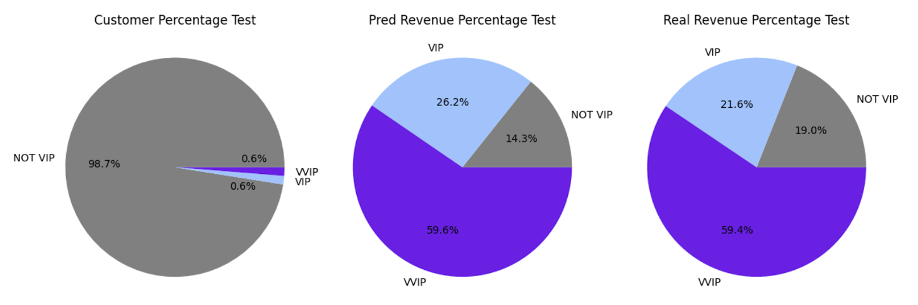 Customer Percentage Test
NOT VIP
98.7%
0.6%
VVIP
VIP
0.6%
Pred Revenue Percentage Test
VIP
26.2%
NOT VIP
14.3%
59.6%
VVIP
Real Revenue Percentage Test
VIP
21.6%
NOT VIP
19.0%
59.4%
VVIP